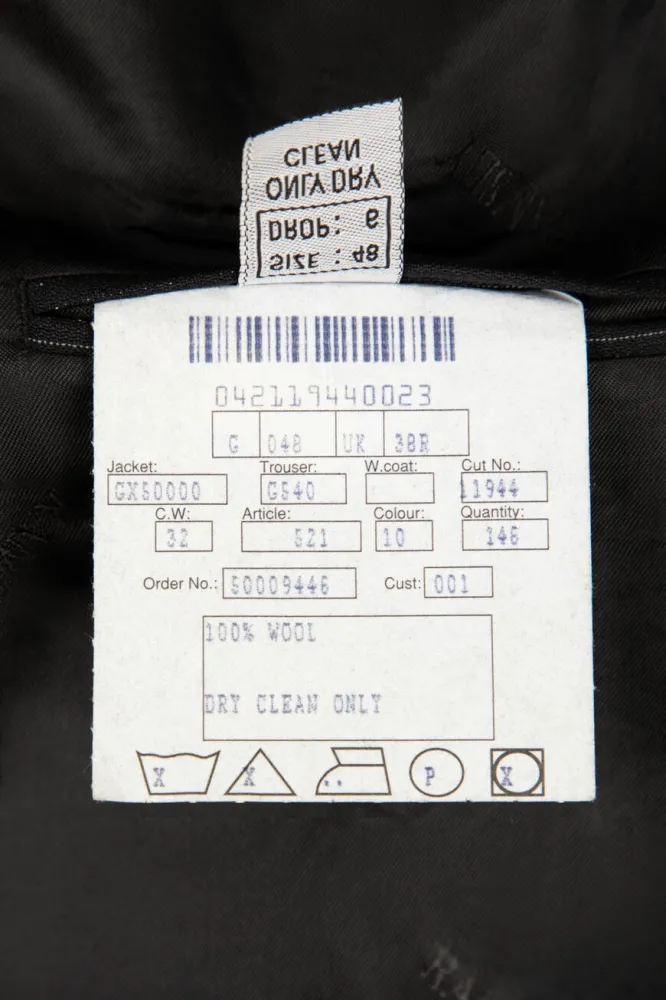 SIZE : 48
DROP: 6
ONLY DRY
CLEAN
042119440023
G 048 UK 38R
Jacket: Trouser: W.coat: Cut No.:
GX50000 G540 11944
C.W: Article: Colour: Quantity:
32 521 10 146
Order No.: 50009446 Cust: 001
100% WOOL
DRY CLEAN ONLY
X X .. P X